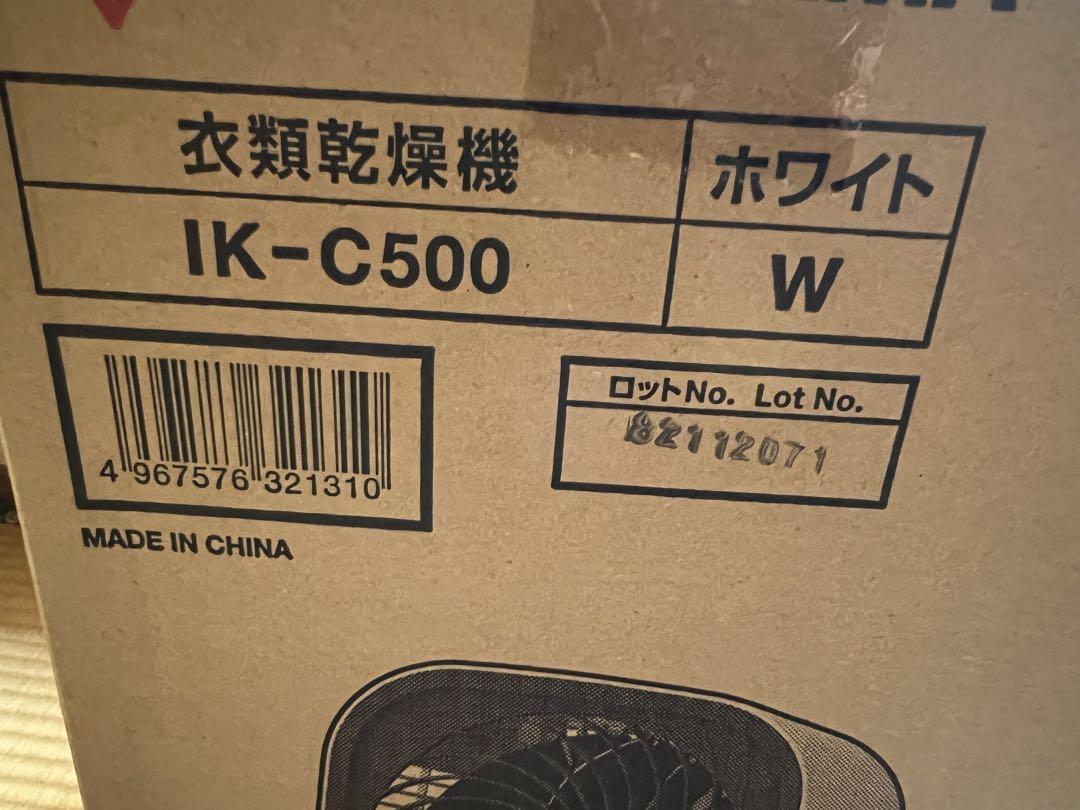 衣類乾燥機 ホワイト
IK-C500 W
4 967576 321310
ロットNo. Lot No.
82112071
MADE IN CHINA